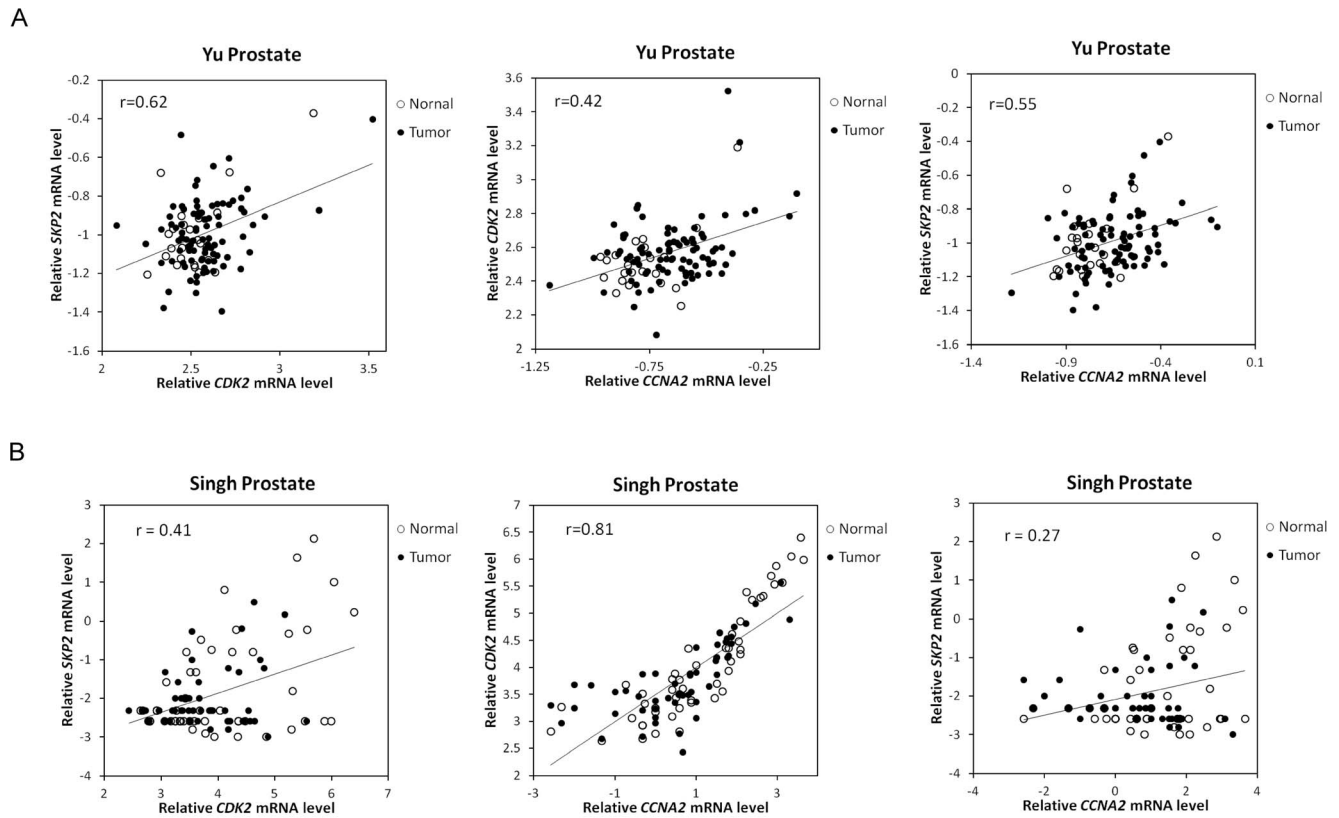 A
Yu Prostate
r=0.62
Nornal
Tumor
-0.2
-0.4
-0.6
-0.8
-1
-1.2
-1.4
-1.6
2
2.5
3
3.5
Relative SKP2 mRNA level
Relative CDK2 mRNA level
Yu Prostate
r=0.42
Normal
Tumor
3.6
3.4
3.2
3
2.8
2.6
2.4
2.2
2
-1.25
-0.75
-0.25
Relative CDK2 mRNA level
Relative CCNA2 mRNA level
Yu Prostate
r=0.55
Normal
Tumor
0
-0.2
-0.4
-0.6
-0.8
-1
-1.2
-1.4
-1.6
-1.4
-0.9
-0.4
0.1
Relative SKP2 mRNA level
Relative CCNA2 mRNA level
B
Singh Prostate
r = 0.41
Normal
Tumor
3
2
1
0
-1
-2
-3
-4
2
3
4
5
6
7
Relative SKP2 mRNA level
Relative CDK2 mRNA level
Singh Prostate
r=0.81
Normal
Tumor
7
6.5
6
5.5
5
4.5
4
3.5
3
2.5
2
-3
-1
1
3
Relative CDK2 mRNA level
Relative CCNA2 mRNA level
Singh Prostate
r = 0.27
Normal
Tumor
3
2
1
0
-1
-2
-3
-4
-4
-2
0
2
4
Relative SKP2 mRNA level
Relative CCNA2 mRNA level